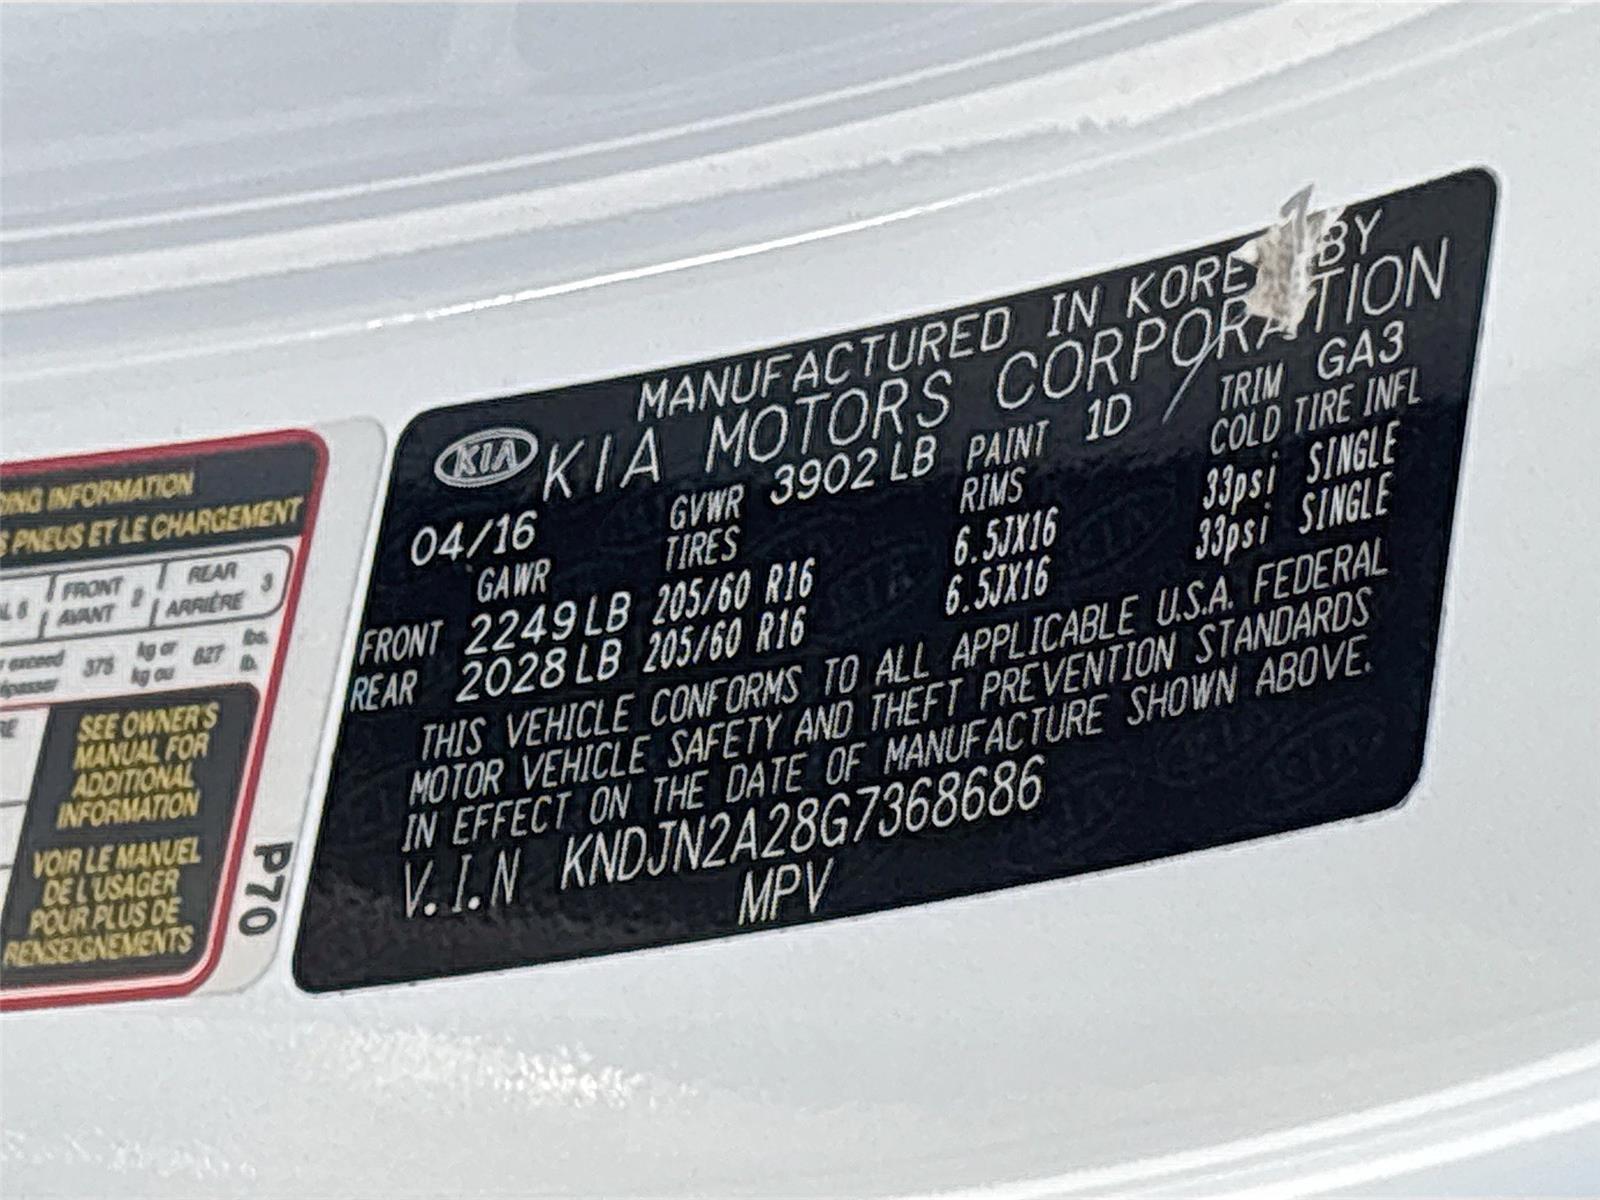 MANUFACTURED IN KOREA BY
KIA KIA MOTORS CORPORATION
04/16 GVWR 3902 LB PAINT 1D TRIM GA3
GAWR TIRES RIMS COLD TIRE INFL
FRONT 2249 LB 205/60 R16 6.5JX16 33psi SINGLE
REAR 2028 LB 205/60 R16 6.5JX16 33psi SINGLE
THIS VEHICLE CONFORMS TO ALL APPLICABLE U.S.A. FEDERAL
MOTOR VEHICLE SAFETY AND THEFT PREVENTION STANDARDS
IN EFFECT ON THE DATE OF MANUFACTURE SHOWN ABOVE.
V.I.N KNDJN2A28G7368686
MPV
INFORMATION
PNEUS ET LE CHARGEMENT
FRONT 2 REAR 3
AVANT ARRIÈRE
exceed 375 kg or 827 lbs.
kg ou lb.
SEE OWNER'S
MANUAL FOR
ADDITIONAL
INFORMATION
VOIR LE MANUEL
DE L'USAGER
POUR PLUS DE
RENSEIGNEMENTS
P70